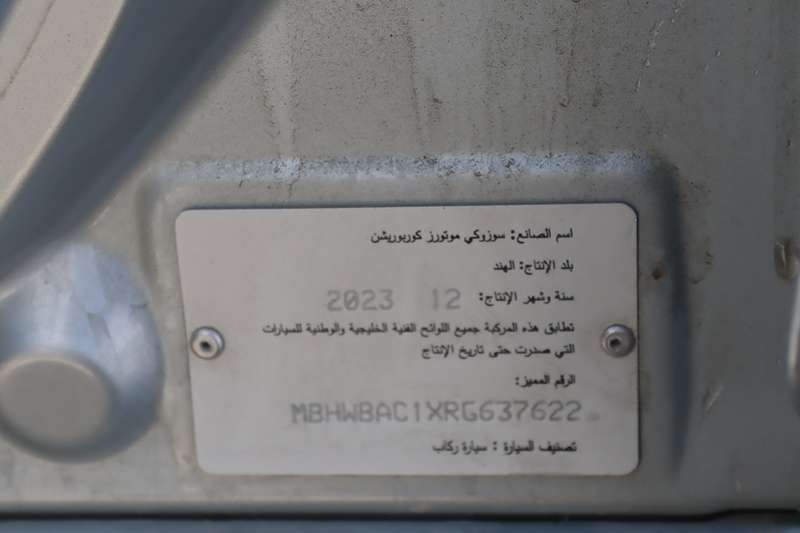 اسم الصانع: سوزوكي موتورز كوربوريشن
بلد الإنتاج: الهند
سنة وشهر الإنتاج: 12 2023
تطابق هذه المركبة جميع اللوائح الفنية الخليجية والوطنية للسيارات
التي صدرت حتى تاريخ الإنتاج
الرقم المميز:
MBHWBAC1XRG637622
تصنيف السيارة : سيارة ركاب